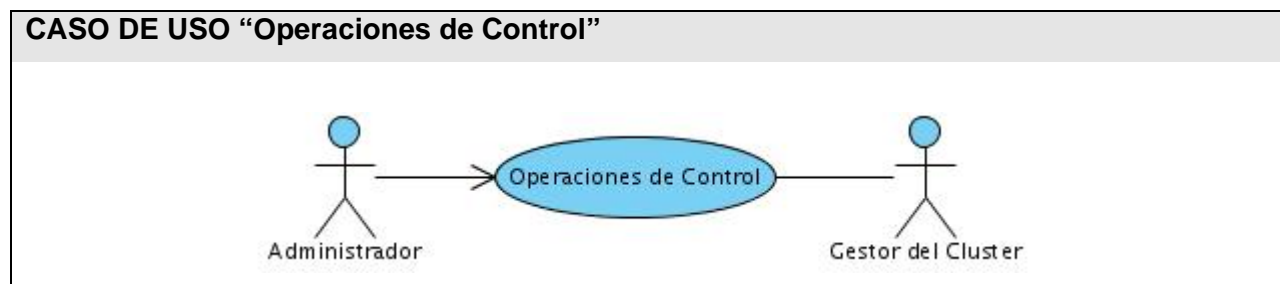 CASO DE USO “Operaciones de Control”
Operaciones de Control
Administrador
Gestor del Cluster